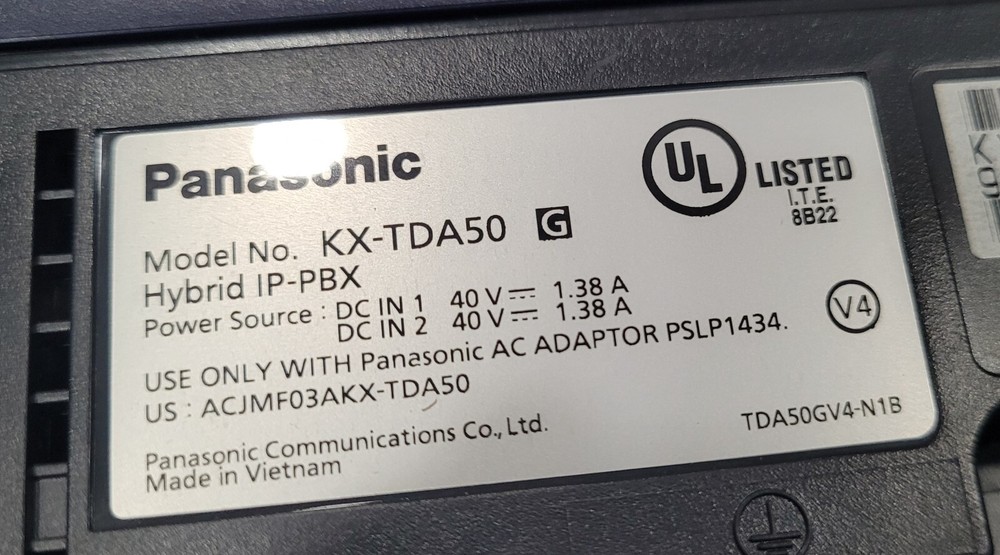 Panasonic
UL LISTED
I.T.E.
8B22
Model No. KX-TDA50 G
Hybrid IP-PBX
Power Source : DC IN 1 40 V ⎓ 1.38 A
DC IN 2 40 V ⎓ 1.38 A
V4
USE ONLY WITH Panasonic AC ADAPTOR PSLP1434.
US : ACJMF03AKX-TDA50
Panasonic Communications Co., Ltd.
Made in Vietnam
TDA50GV4-N1B